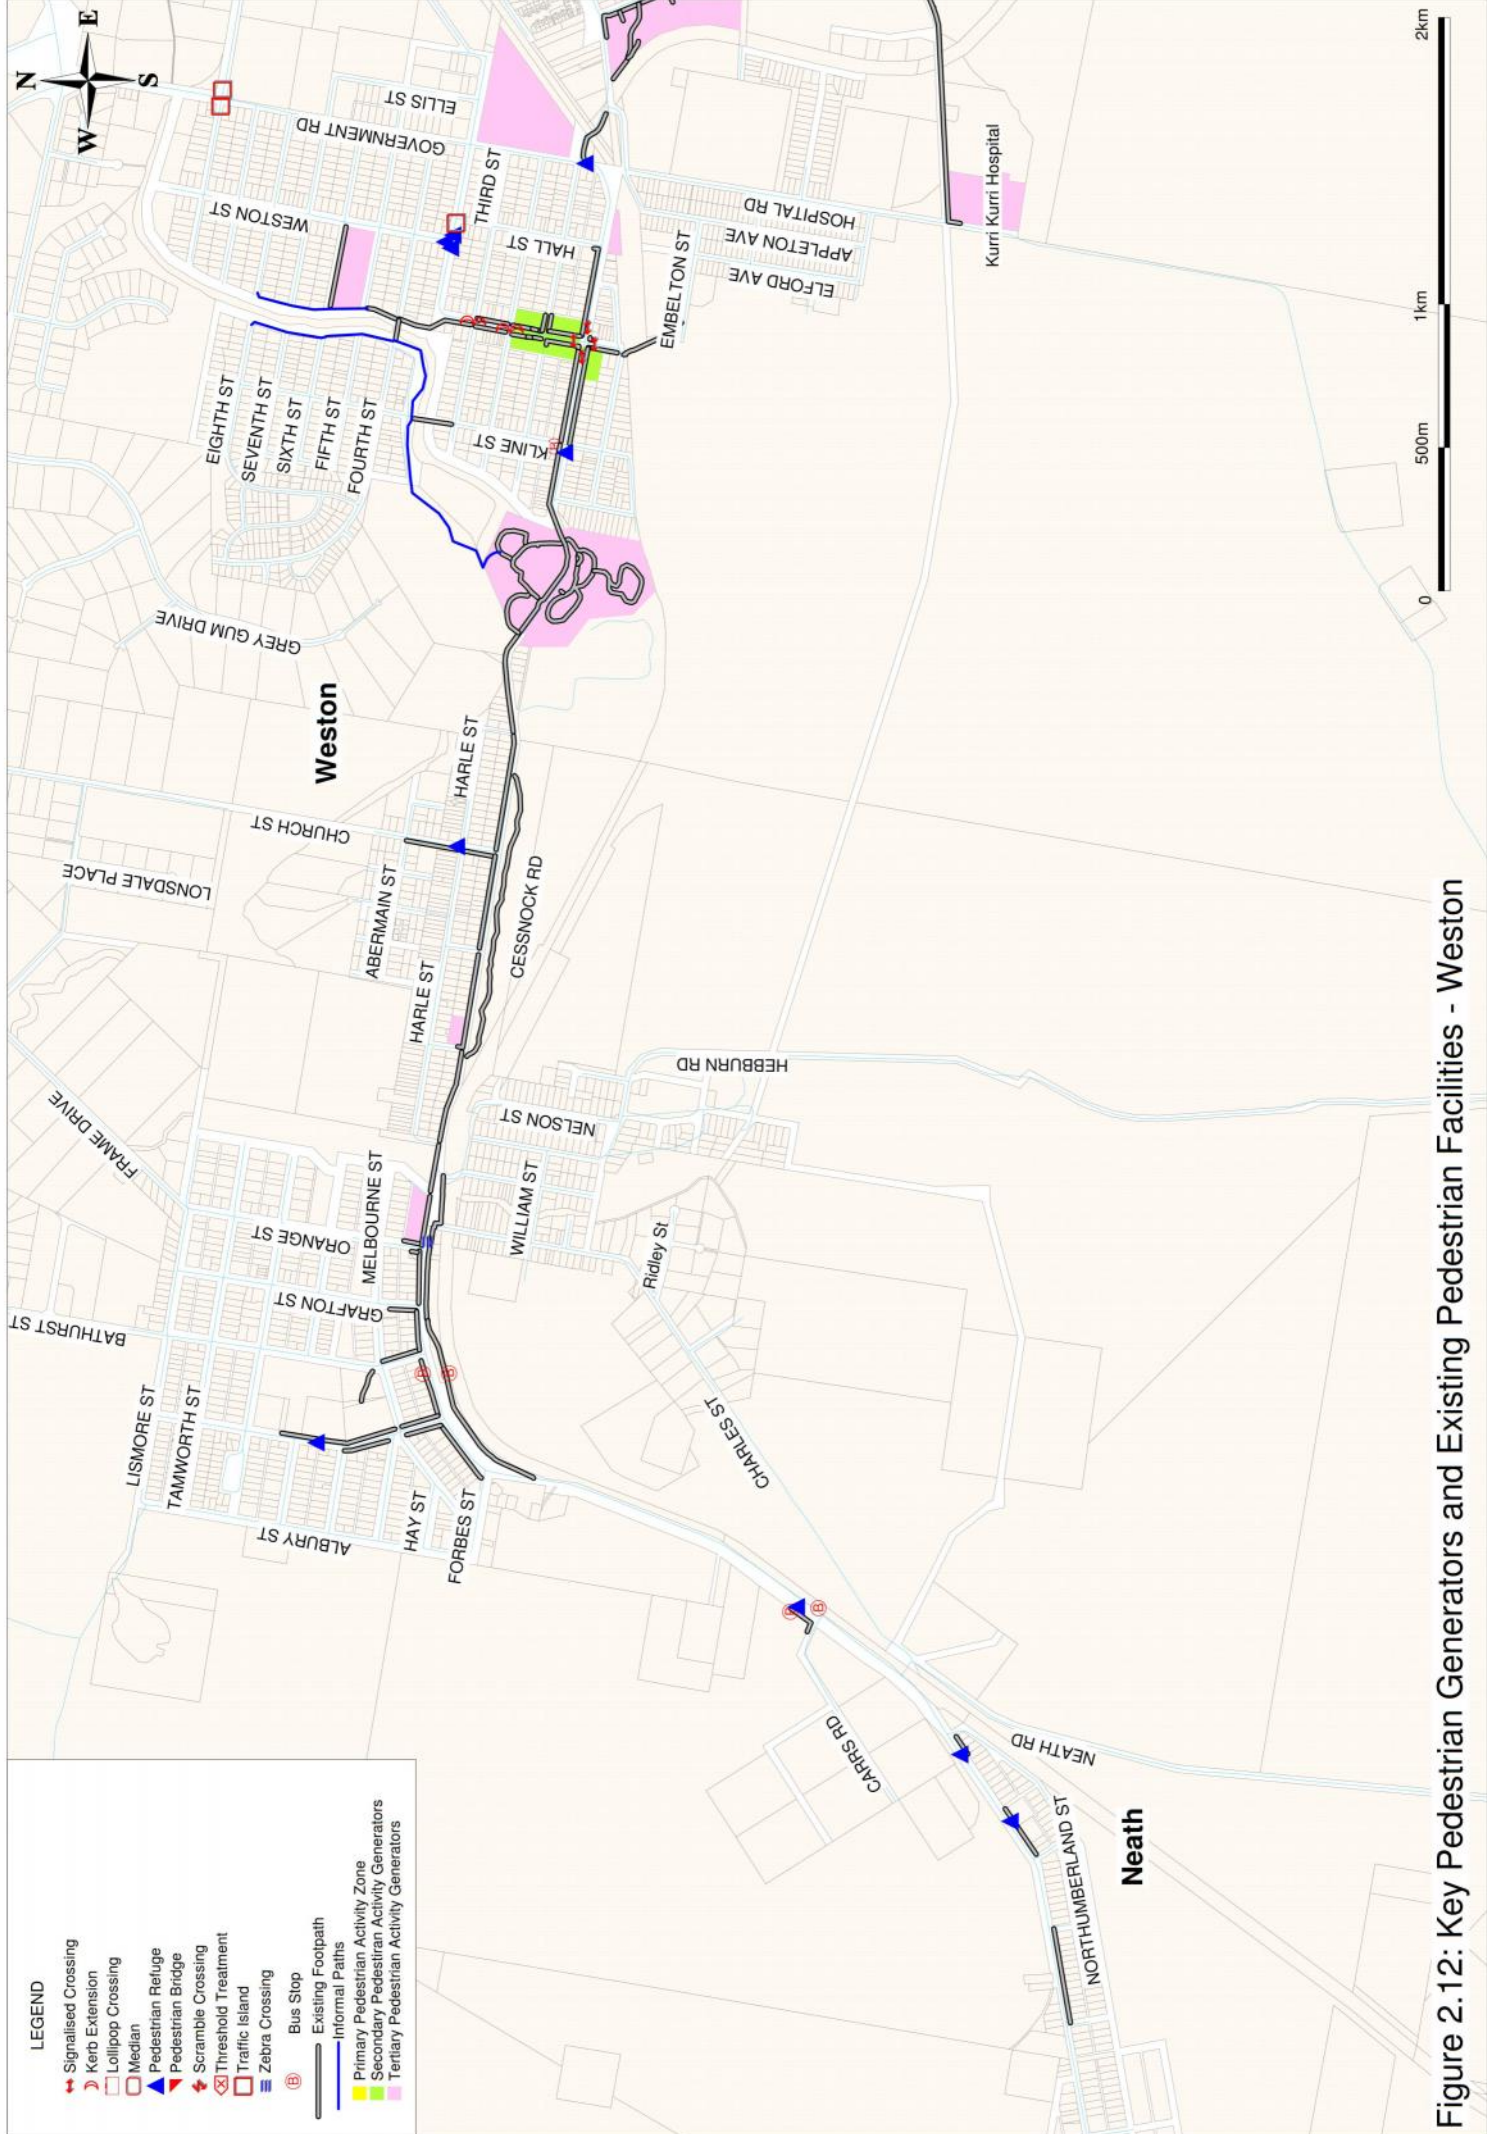 N
E
S
W
LEGEND
Signalised Crossing
Kerb Extension
Lollipop Crossing
Median
Pedestrian Refuge
Pedestrian Bridge
Scramble Crossing
Threshold Treatment
Traffic Island
Zebra Crossing
B Bus Stop
Existing Footpath
Informal Paths
Primary Pedestrian Activity Zone
Secondary Pedestiran Activity Generators
Tertiary Pedestrian Activity Generators
LISMORE ST
TAMWORTH ST
ALBURY ST
HAY ST
FORBES ST
BATHURST ST
GRAFTON ST
ORANGE ST
MELBOURNE ST
FRAME DRIVE
B
B
WILLIAM ST
NELSON ST
HEBBURN RD
Ridley St
CHARLES ST
B
B
CARRS RD
NEATH RD
NORTHUMBERLAND ST
Neath
LONSDALE PLACE
CHURCH ST
ABERMAIN ST
HARLE ST
HARLE ST
CESSNOCK RD
Weston
GREY GUM DRIVE
EIGHTH ST
SEVENTH ST
SIXTH ST
FIFTH ST
FOURTH ST
KLINE ST
B
WESTON ST
GOVERNMENT RD
ELLIS ST
THIRD ST
HALL ST
EMBELTON ST
HOSPITAL RD
APPLETON AVE
ELFORD AVE
Kurri Kurri Hospital
0
500m
1km
2km
Figure 2.12: Key Pedestrian Generators and Existing Pedestrian Facilities - Weston